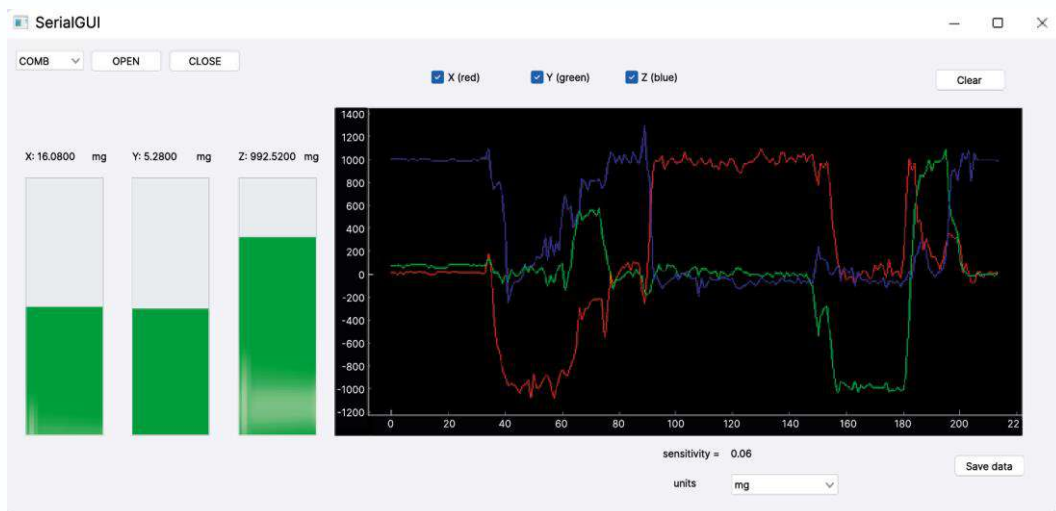 SerialGUI
COMB OPEN CLOSE
X (red) Y (green) Z (blue) Clear
X: 16.0800 mg Y: 5.2800 mg Z: 992.5200 mg
1400
1200
1000
800
600
400
200
0
-200
-400
-600
-800
-1000
-1200
0 20 40 60 80 100 120 140 160 180 200 22
sensitivity = 0.06
Save data
units mg